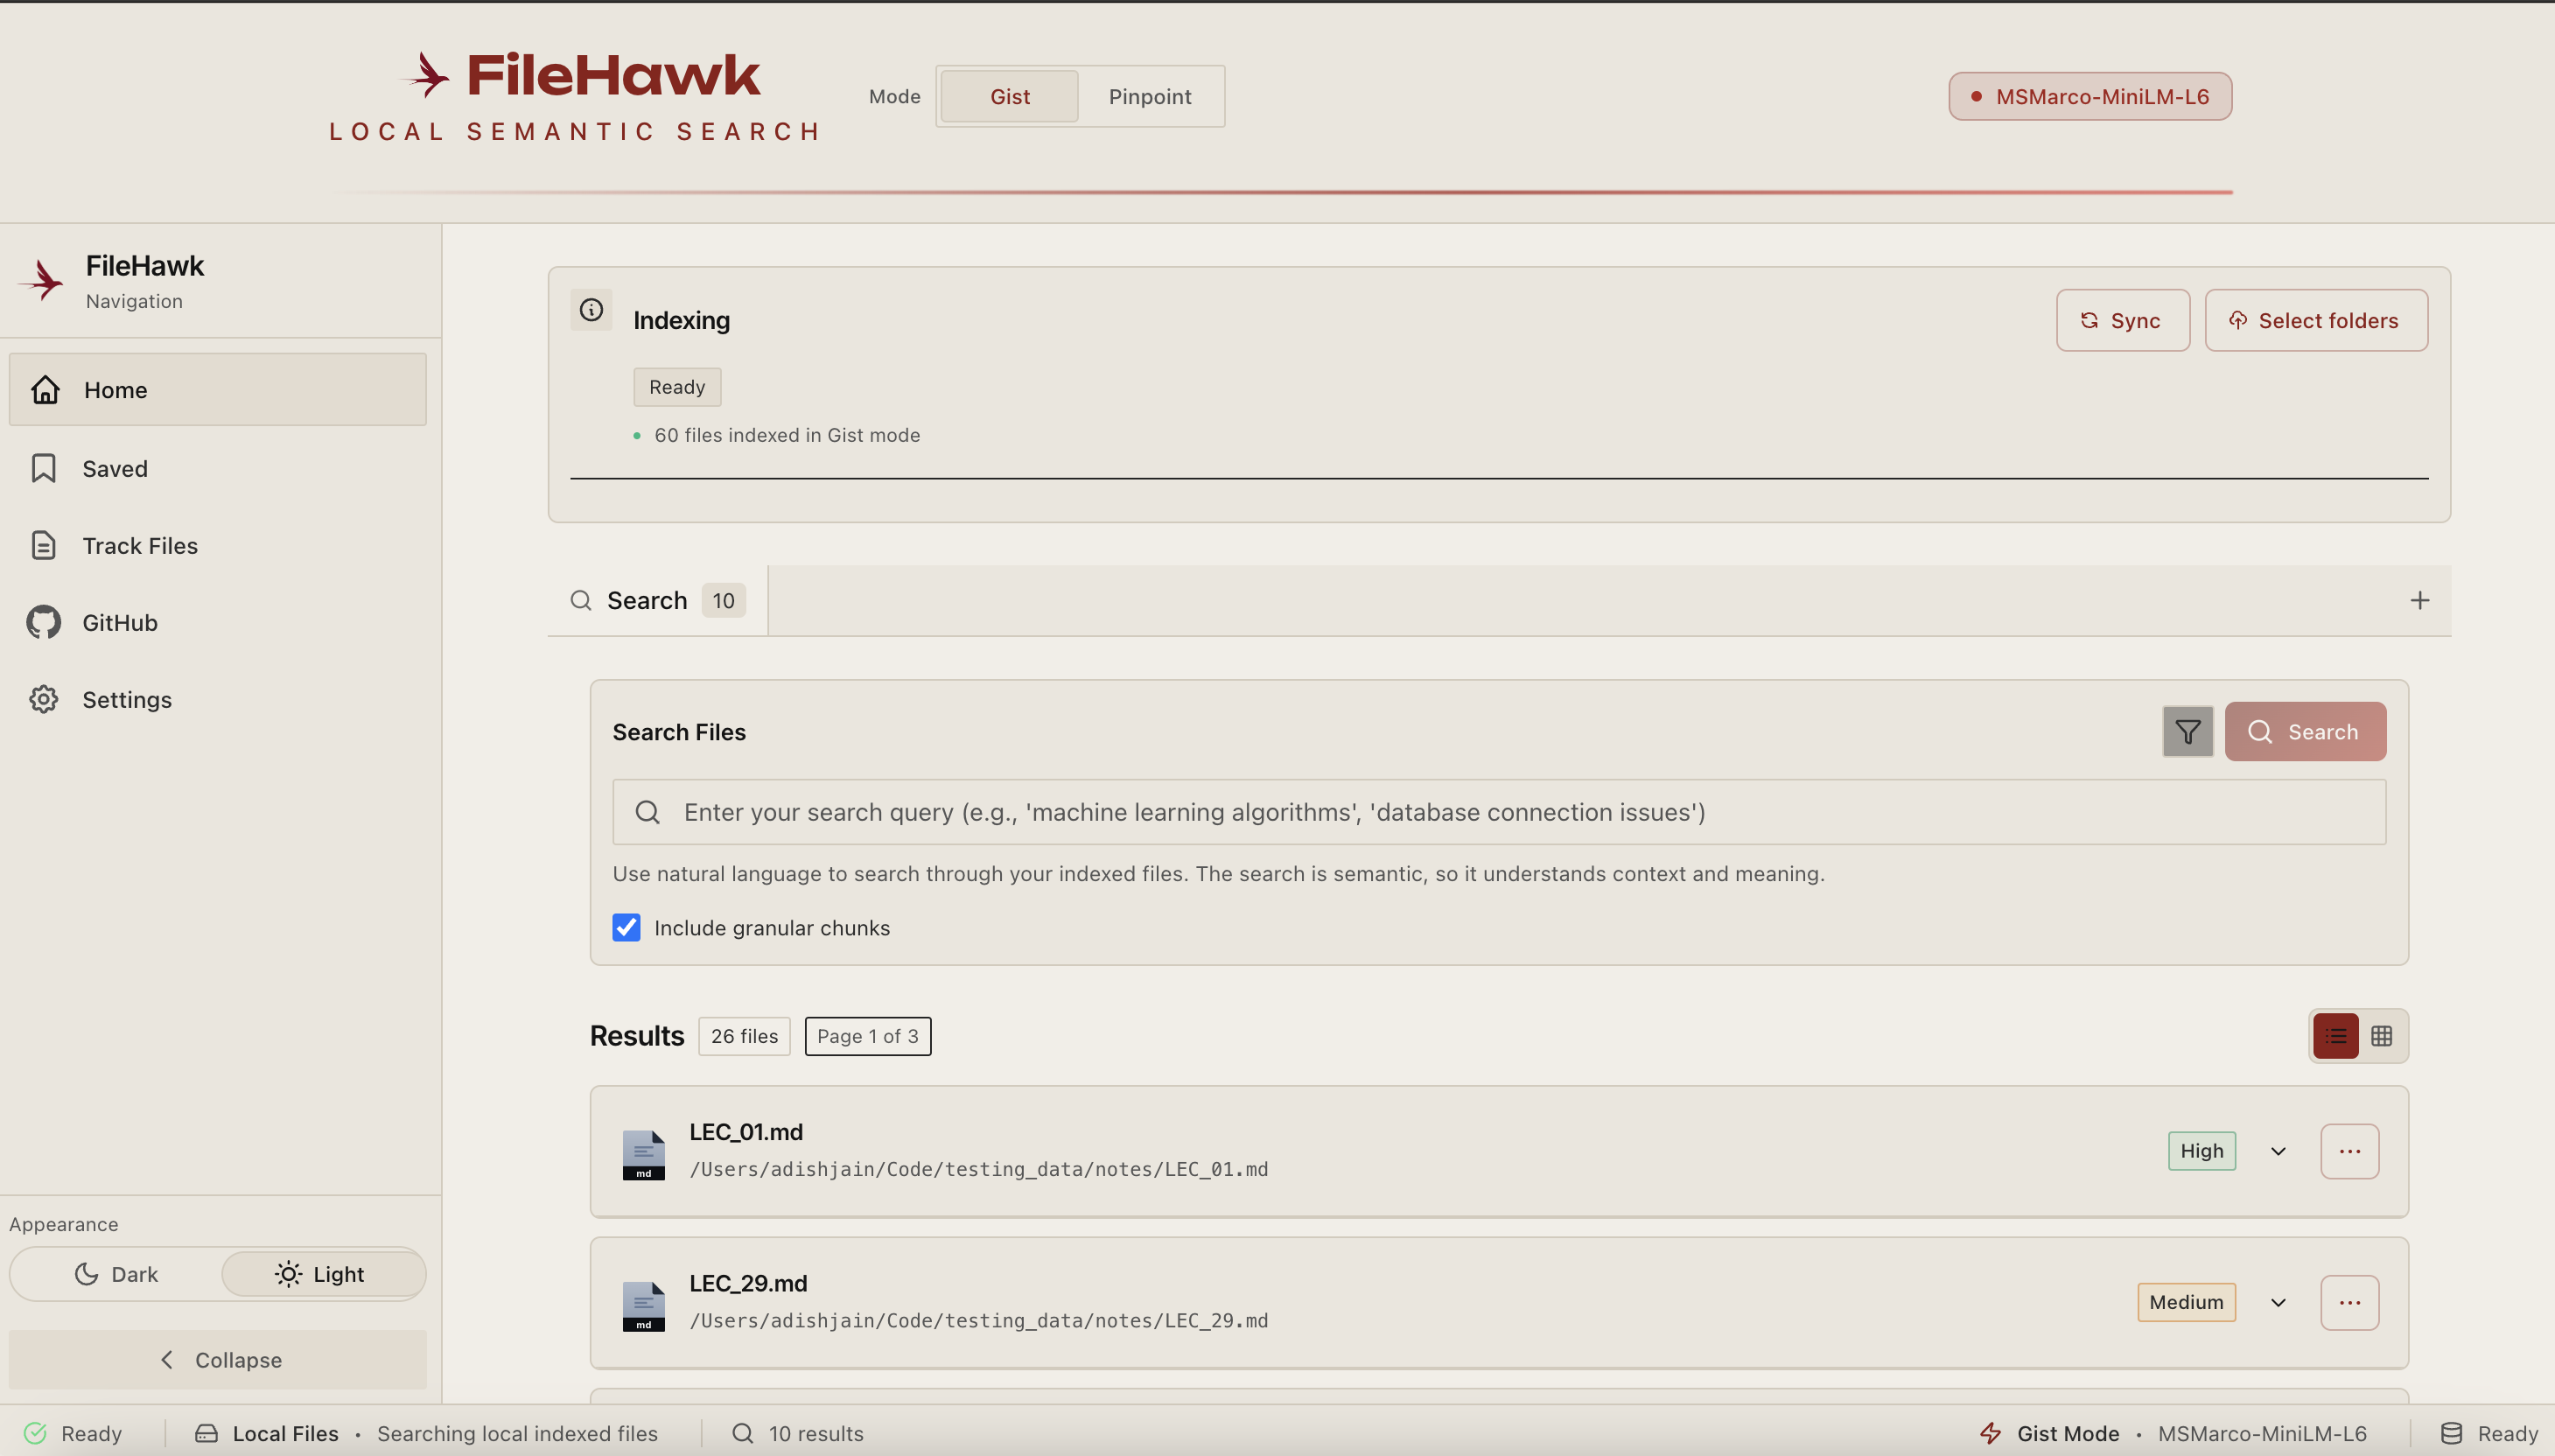 FileHawk
LOCAL SEMANTIC SEARCH
Mode
Gist
Pinpoint
MSMarco-MiniLM-L6
FileHawk
Navigation
Home
Saved
Track Files
GitHub
Settings
Appearance
Dark
Light
Collapse
Indexing
Sync
Select folders
Ready
60 files indexed in Gist mode
Search 10
Search Files
Search
Enter your search query (e.g., 'machine learning algorithms', 'database connection issues')
Use natural language to search through your indexed files. The search is semantic, so it understands context and meaning.
Include granular chunks
Results
26 files
Page 1 of 3
md
LEC_01.md
/Users/adishjain/Code/testing_data/notes/LEC_01.md
High
md
LEC_29.md
/Users/adishjain/Code/testing_data/notes/LEC_29.md
Medium
Ready
Local Files • Searching local indexed files
10 results
Gist Mode • MSMarco-MiniLM-L6
Ready